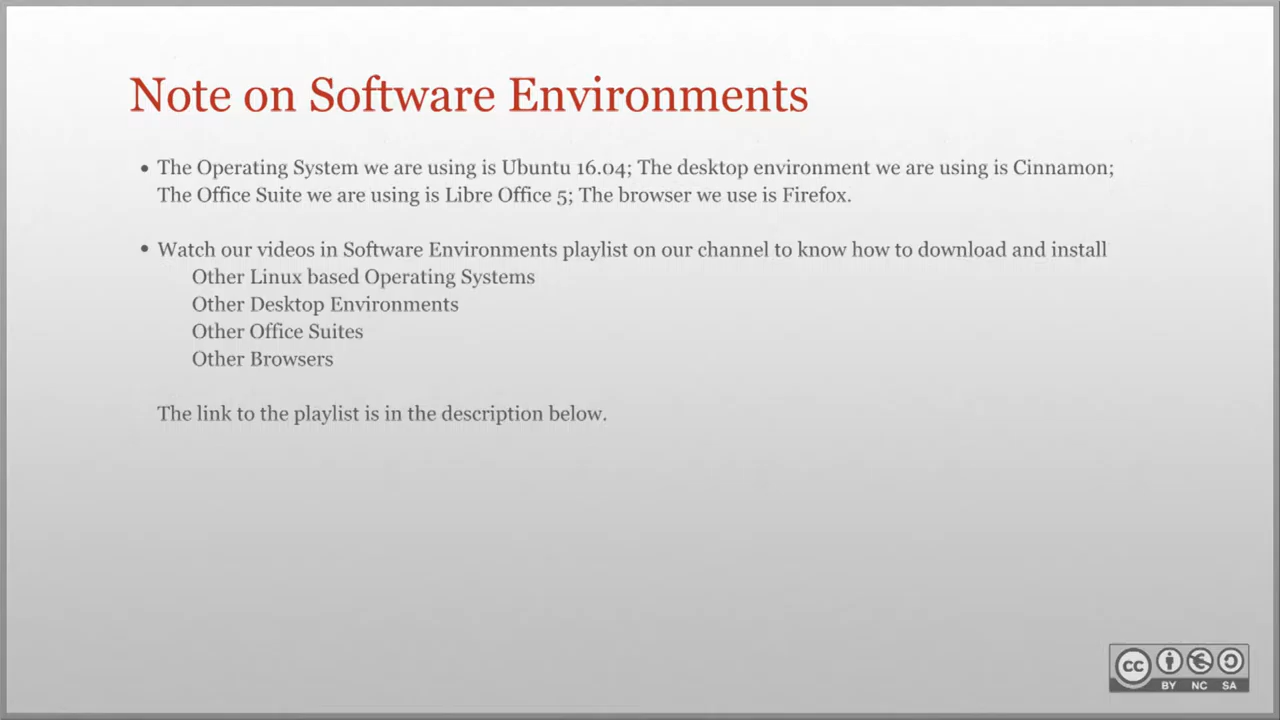 Note on Software Environments
• The Operating System we are using is Ubuntu 16.04; The desktop environment we are using is Cinnamon;
The Office Suite we are using is Libre Office 5; The browser we use is Firefox.
• Watch our videos in Software Environments playlist on our channel to know how to download and install
Other Linux based Operating Systems
Other Desktop Environments
Other Office Suites
Other Browsers
The link to the playlist is in the description below.
cc
BY NC SA